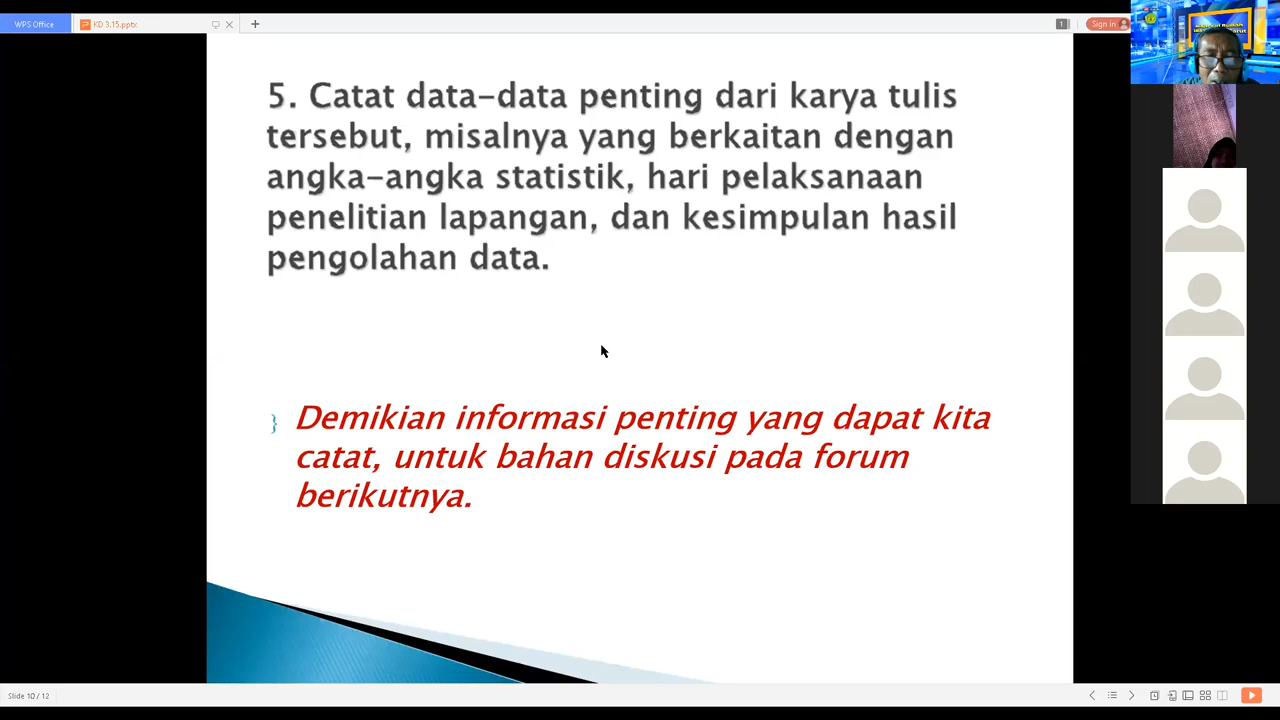 WPS Office
KD 3.15.pptx
1
Sign in
5. Catat data-data penting dari karya tulis
tersebut, misalnya yang berkaitan dengan
angka-angka statistik, hari pelaksanaan
penelitian lapangan, dan kesimpulan hasil
pengolahan data.
Demikian informasi penting yang dapat kita
catat, untuk bahan diskusi pada forum
berikutnya.
Slide 10 / 12